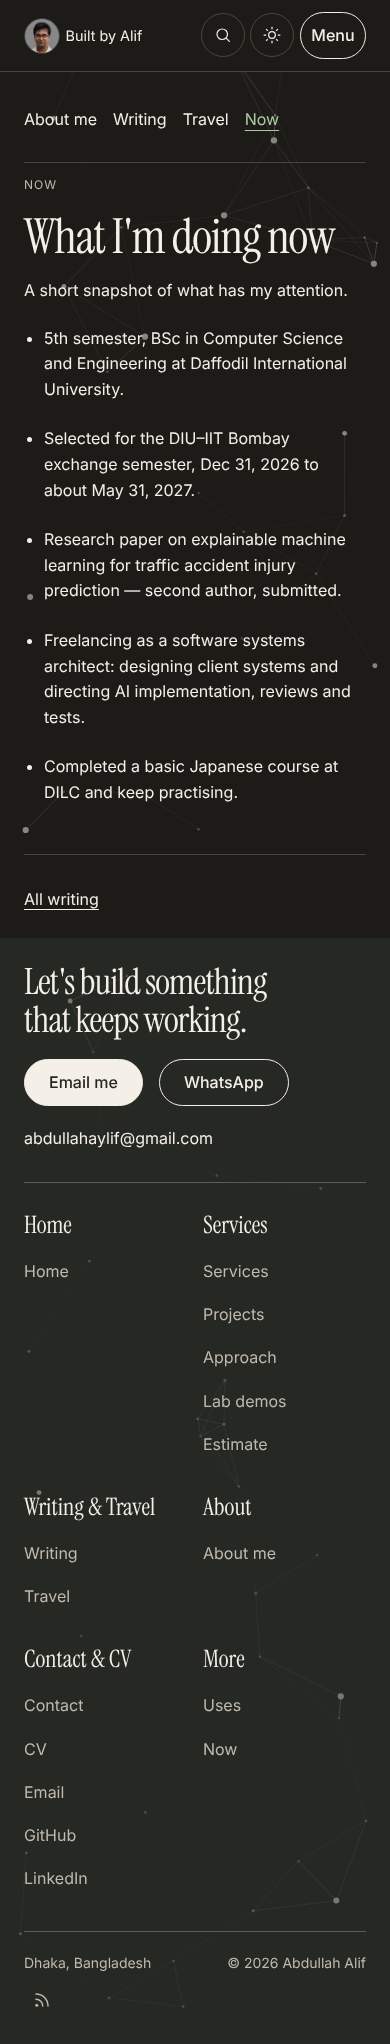 Built by Alif
Menu
About me Writing Travel Now
NOW
What I'm doing now
A short snapshot of what has my attention.
• 5th semester, BSc in Computer Science
and Engineering at Daffodil International
University.
• Selected for the DIU–IIT Bombay
exchange semester, Dec 31, 2026 to
about May 31, 2027.
• Research paper on explainable machine
learning for traffic accident injury
prediction — second author, submitted.
• Freelancing as a software systems
architect: designing client systems and
directing AI implementation, reviews and
tests.
• Completed a basic Japanese course at
DILC and keep practising.
All writing
Let's build something
that keeps working.
Email me WhatsApp
abdullahaylif@gmail.com
Home
Home
Services
Services
Projects
Approach
Lab demos
Estimate
Writing & Travel
Writing
Travel
About
About me
Contact & CV
Contact
CV
Email
GitHub
LinkedIn
More
Uses
Now
Dhaka, Bangladesh © 2026 Abdullah Alif